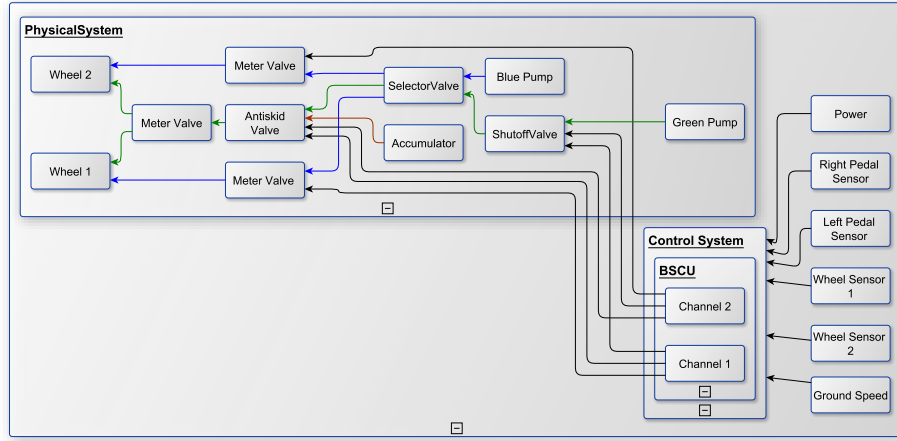 PhysicalSystem
Wheel 2
Meter Valve
SelectorValve
Blue Pump
Meter Valve
Antiskid
Valve
Accumulator
ShutoffValve
Green Pump
Wheel 1
Meter Valve
Power
Right Pedal
Sensor
Left Pedal
Sensor
Control System
BSCU
Channel 2
Channel 1
Wheel Sensor
1
Wheel Sensor
2
Ground Speed